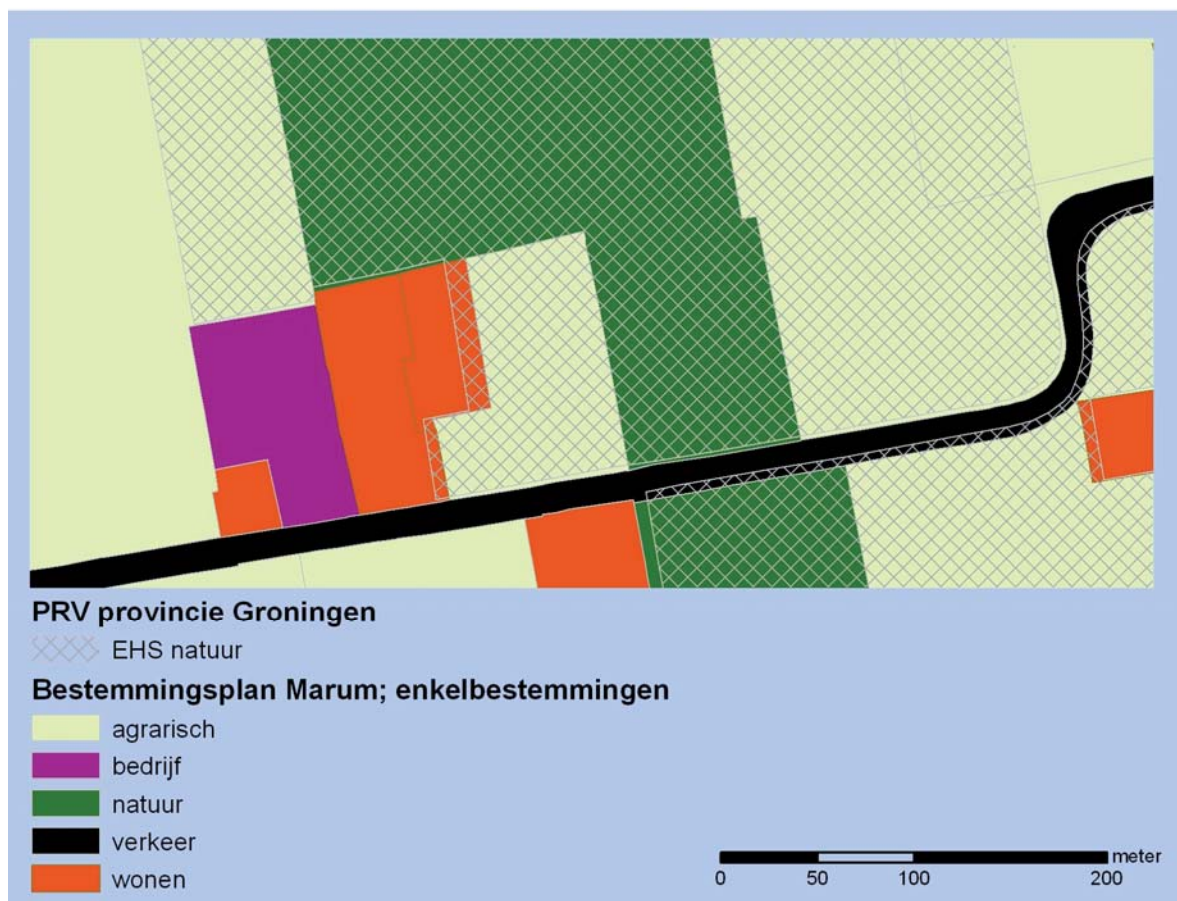 PRV provincie Groningen
EHS natuur
Bestemmingsplan Marum; enkelbestemmingen
agrarisch
bedrijf
natuur
verkeer
wonen
meter
0 50 100 200